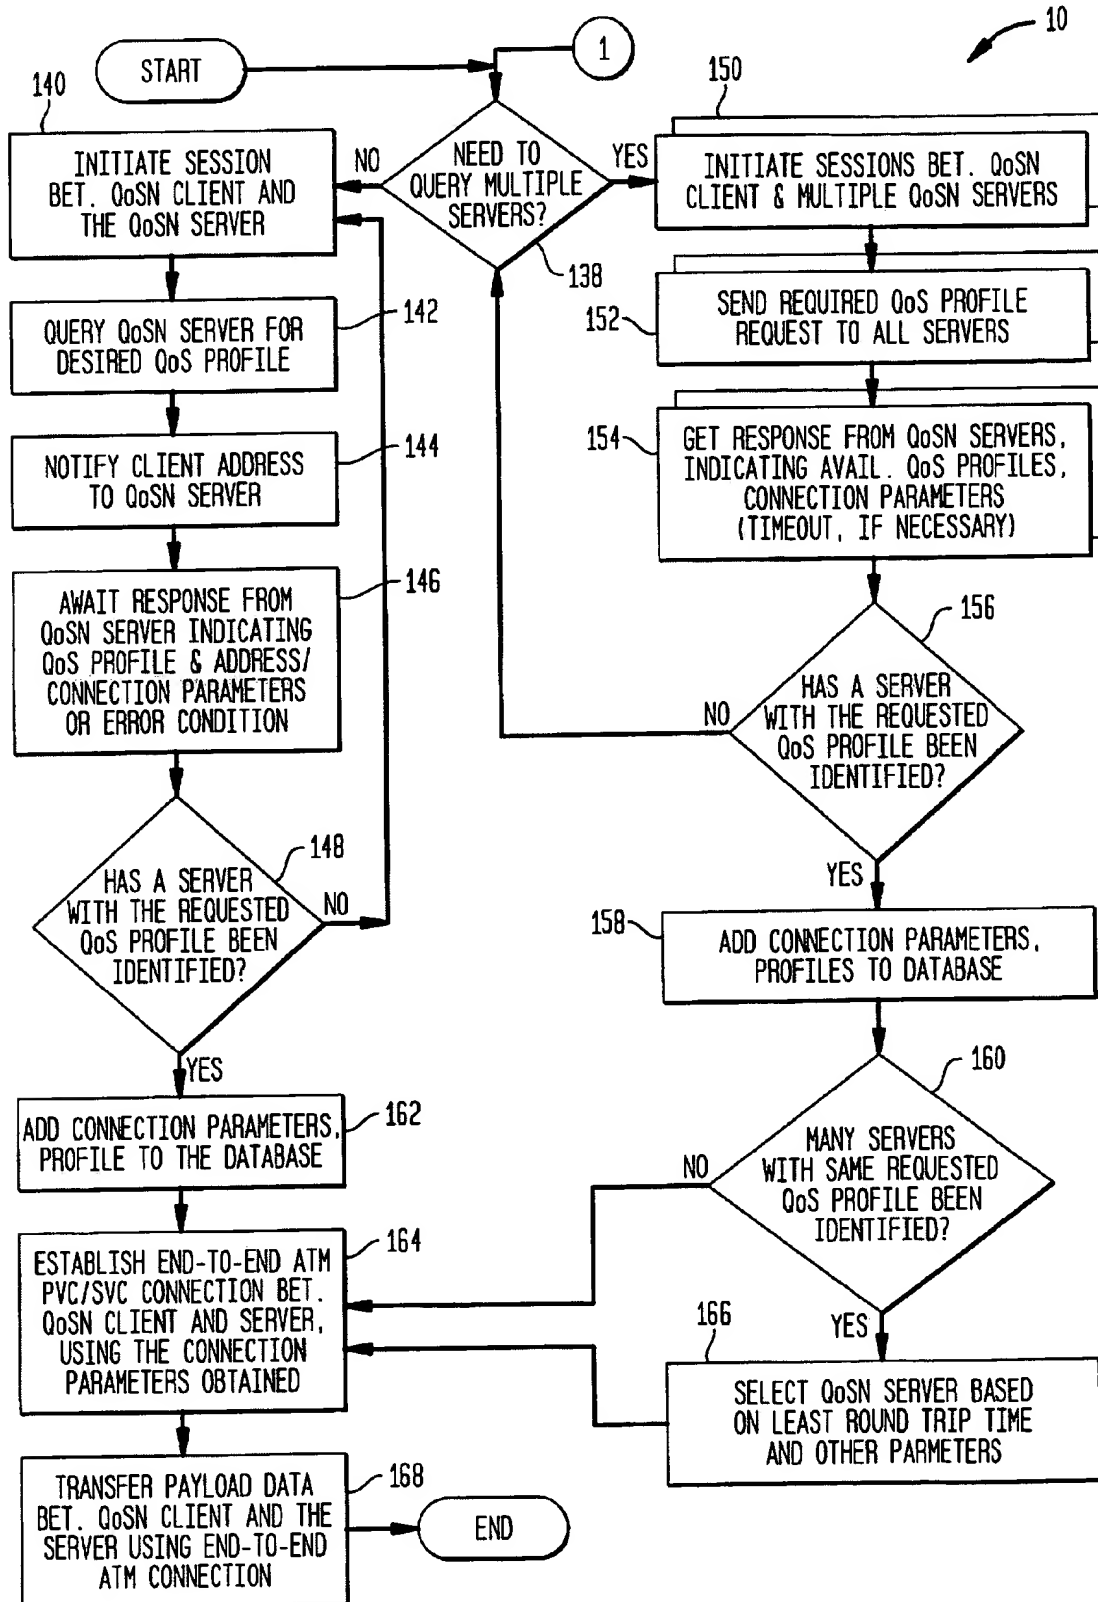 10
START
1
140
INITIATE SESSION
BET. QoSN CLIENT AND
THE QoSN SERVER
NO
NEED TO
QUERY MULTIPLE
SERVERS?
YES
138
150
INITIATE SESSIONS BET. QoSN
CLIENT & MULTIPLE QoSN SERVERS
QUERY QoSN SERVER FOR
DESIRED QoS PROFILE
142
152
SEND REQUIRED QoS PROFILE
REQUEST TO ALL SERVERS
NOTIFY CLIENT ADDRESS
TO QoSN SERVER
144
154
GET RESPONSE FROM QoSN SERVERS,
INDICATING AVAIL. QoS PROFILES,
CONNECTION PARAMETERS
(TIMEOUT, IF NECESSARY)
AWAIT RESPONSE FROM
QoSN SERVER INDICATING
QoS PROFILE & ADDRESS/
CONNECTION PARAMETERS
OR ERROR CONDITION
146
156
HAS A SERVER
WITH THE REQUESTED
QoS PROFILE BEEN
IDENTIFIED?
NO
YES
148
HAS A SERVER
WITH THE REQUESTED
QoS PROFILE BEEN
IDENTIFIED?
NO
YES
158
ADD CONNECTION PARAMETERS,
PROFILES TO DATABASE
160
MANY SERVERS
WITH SAME REQUESTED
QoS PROFILE BEEN
IDENTIFIED?
NO
YES
ADD CONNECTION PARAMETERS,
PROFILE TO THE DATABASE
162
ESTABLISH END-TO-END ATM
PVC/SVC CONNECTION BET.
QoSN CLIENT AND SERVER,
USING THE CONNECTION
PARAMETERS OBTAINED
164
166
SELECT QoSN SERVER BASED
ON LEAST ROUND TRIP TIME
AND OTHER PARMETERS
TRANSFER PAYLOAD DATA
BET. QoSN CLIENT AND THE
SERVER USING END-TO-END
ATM CONNECTION
168
END